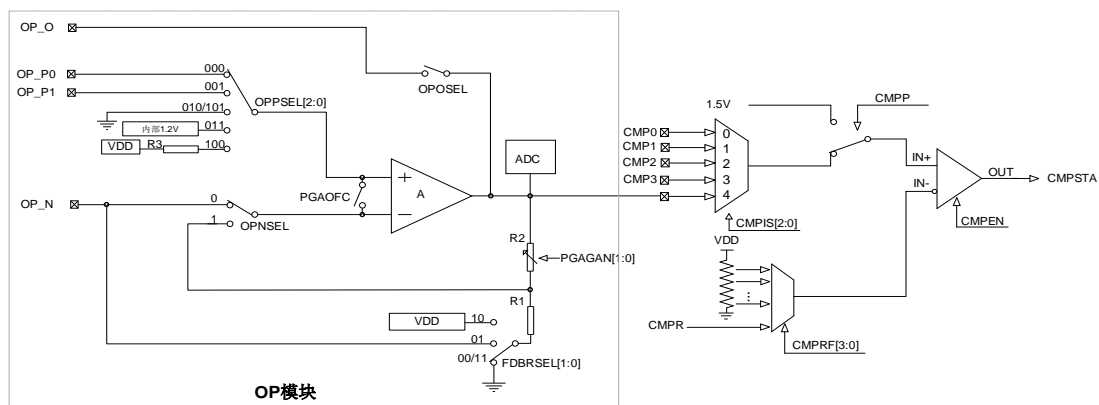 OP_O
OP_P0
000
OP_P1
001
010/101
OPPSEL[2:0]
内部1.2V
011
VDD
R3
100
OPOSEL
PGAOFC
A
ADC
OP_N
0
1
OPNSEL
R2
PGAGAN[1:0]
R1
VDD
10
01
00/11
FDBRSEL[1:0]
OP模块
1.5V
CMPP
CMP0
0
CMP1
1
CMP2
2
CMP3
3
4
CMPIS[2:0]
IN+
IN-
OUT
CMPSTA
CMPEN
VDD
CMPR
CMPRF[3:0]